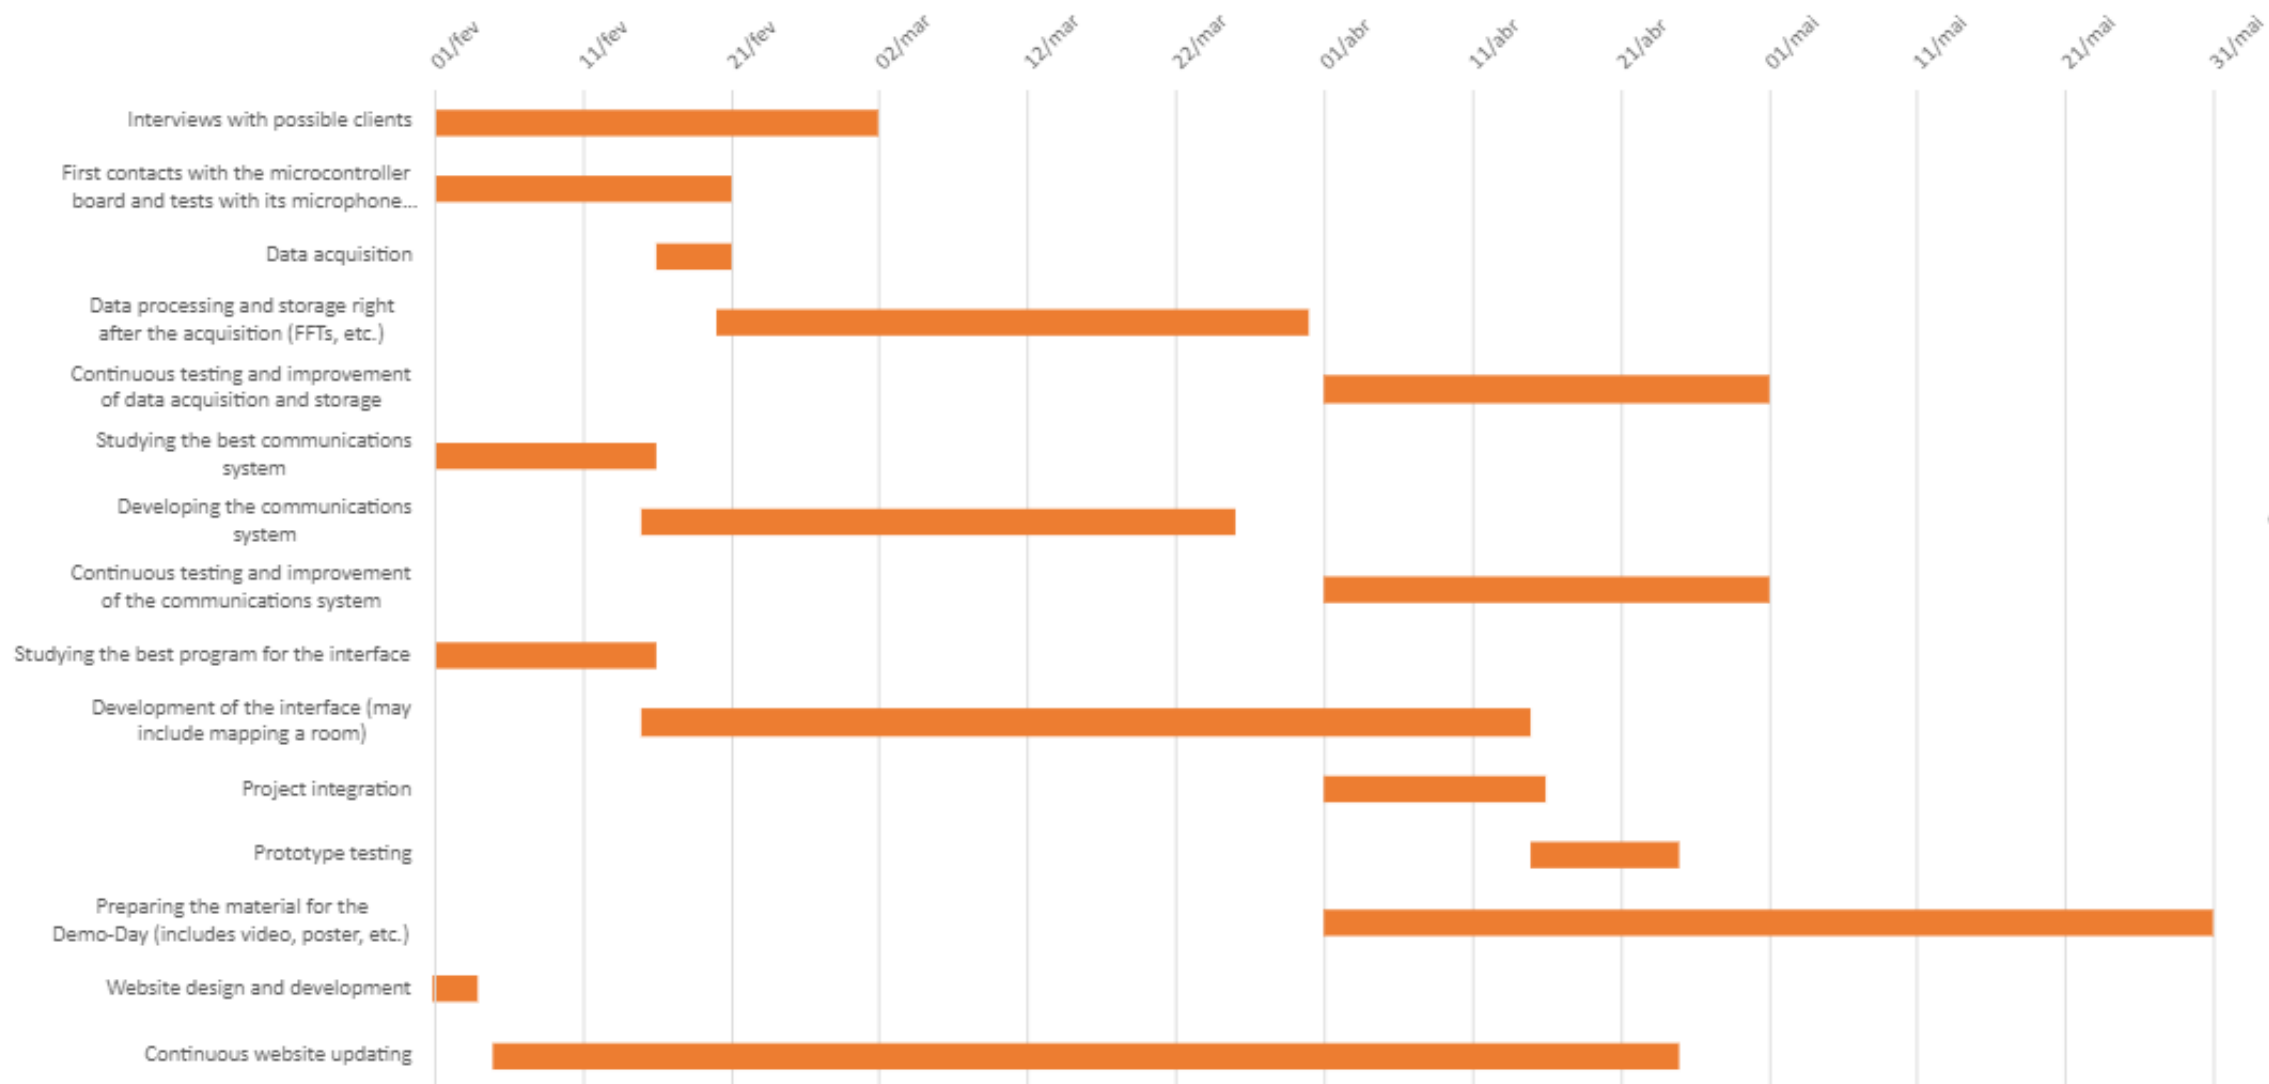 01/fev
11/fev
21/fev
02/mar
12/mar
22/mar
01/abr
11/abr
21/abr
01/mai
11/mai
21/mai
31/mai
Interviews with possible clients
First contacts with the microcontroller
board and tests with its microphone...
Data acquisition
Data processing and storage right
after the acquisition (FFTs, etc.)
Continuous testing and improvement
of data acquisition and storage
Studying the best communications
system
Developing the communications
system
Continuous testing and improvement
of the communications system
Studying the best program for the interface
Development of the interface (may
include mapping a room)
Project integration
Prototype testing
Preparing the material for the
Demo-Day (includes video, poster, etc.)
Website design and development
Continuous website updating